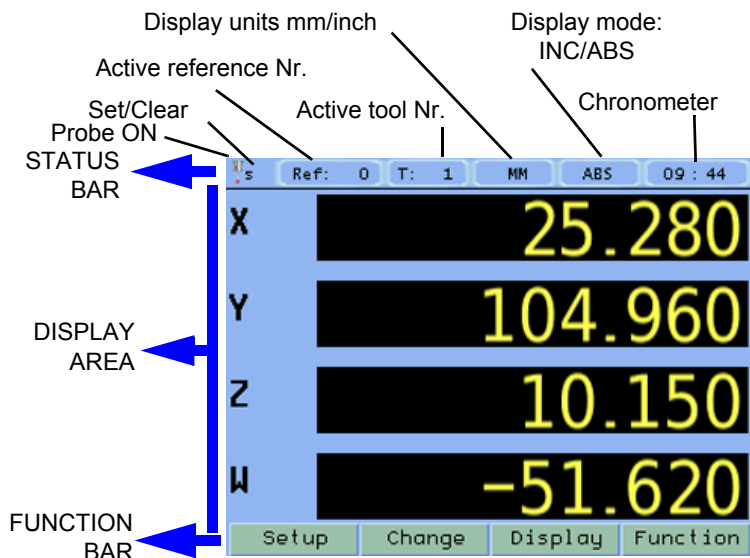 Display units mm/inch
Display mode:
INC/ABS
Active reference Nr.
Set/Clear
Active tool Nr.
Chronometer
Probe ON
STATUS
BAR
s Ref: 0 T: 1 MM ABS 09:44
X 25.280
Y 104.960
DISPLAY
AREA
Z 10.150
W -51.620
FUNCTION
BAR
Setup Change Display Function